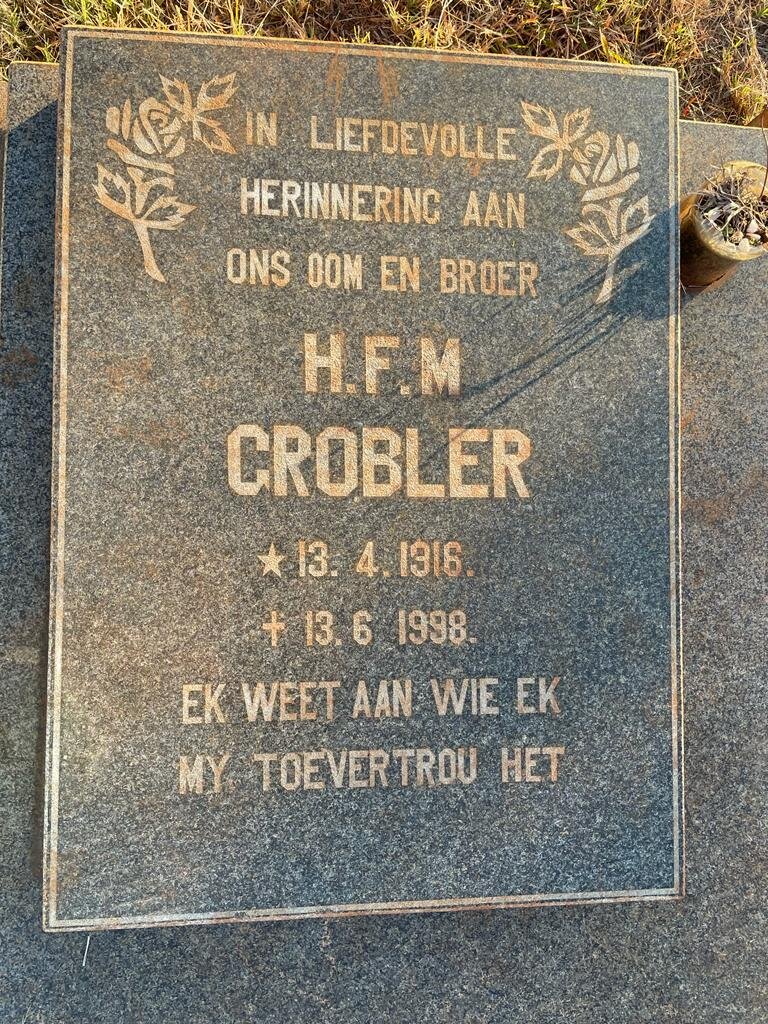 IN LIEFDEVOLLE
HERINNERING AAN
ONS OOM EN BROER
H.F.M
GROBLER
★ 13. 4. 1916.
✝ 13. 6 1998.
EK WEET AAN WIE EK
MY TOEVERTROU HET